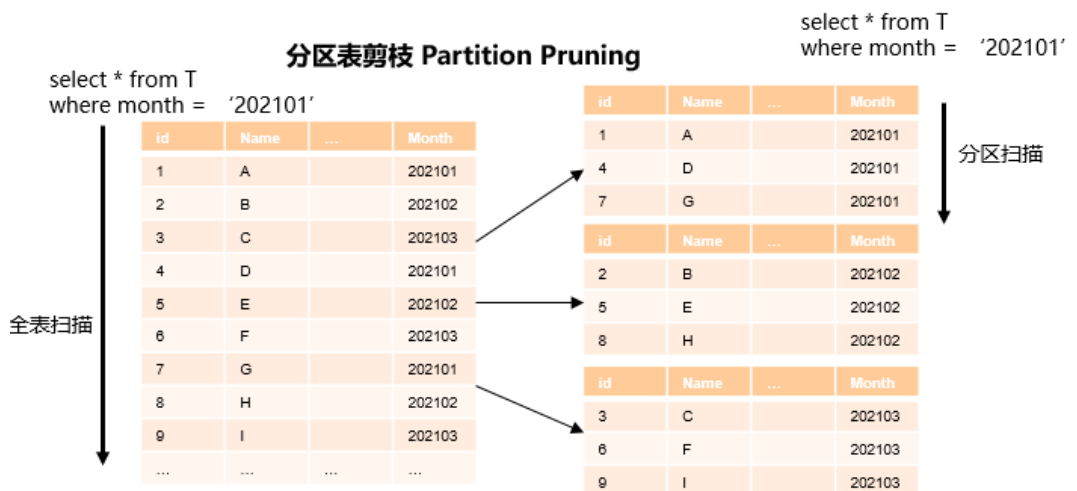 分区表剪枝 Partition Pruning
select * from T
where month = ‘202101’
全表扫描
id Name ... Month
1 A 202101
2 B 202102
3 C 202103
4 D 202101
5 E 202102
6 F 202103
7 G 202101
8 H 202102
9 I 202103
... ... ... ...
select * from T
where month = ‘202101’
分区扫描
id Name ... Month
1 A 202101
4 D 202101
7 G 202101
id Name ... Month
2 B 202102
5 E 202102
8 H 202102
id Name ... Month
3 C 202103
6 F 202103
9 I 202103